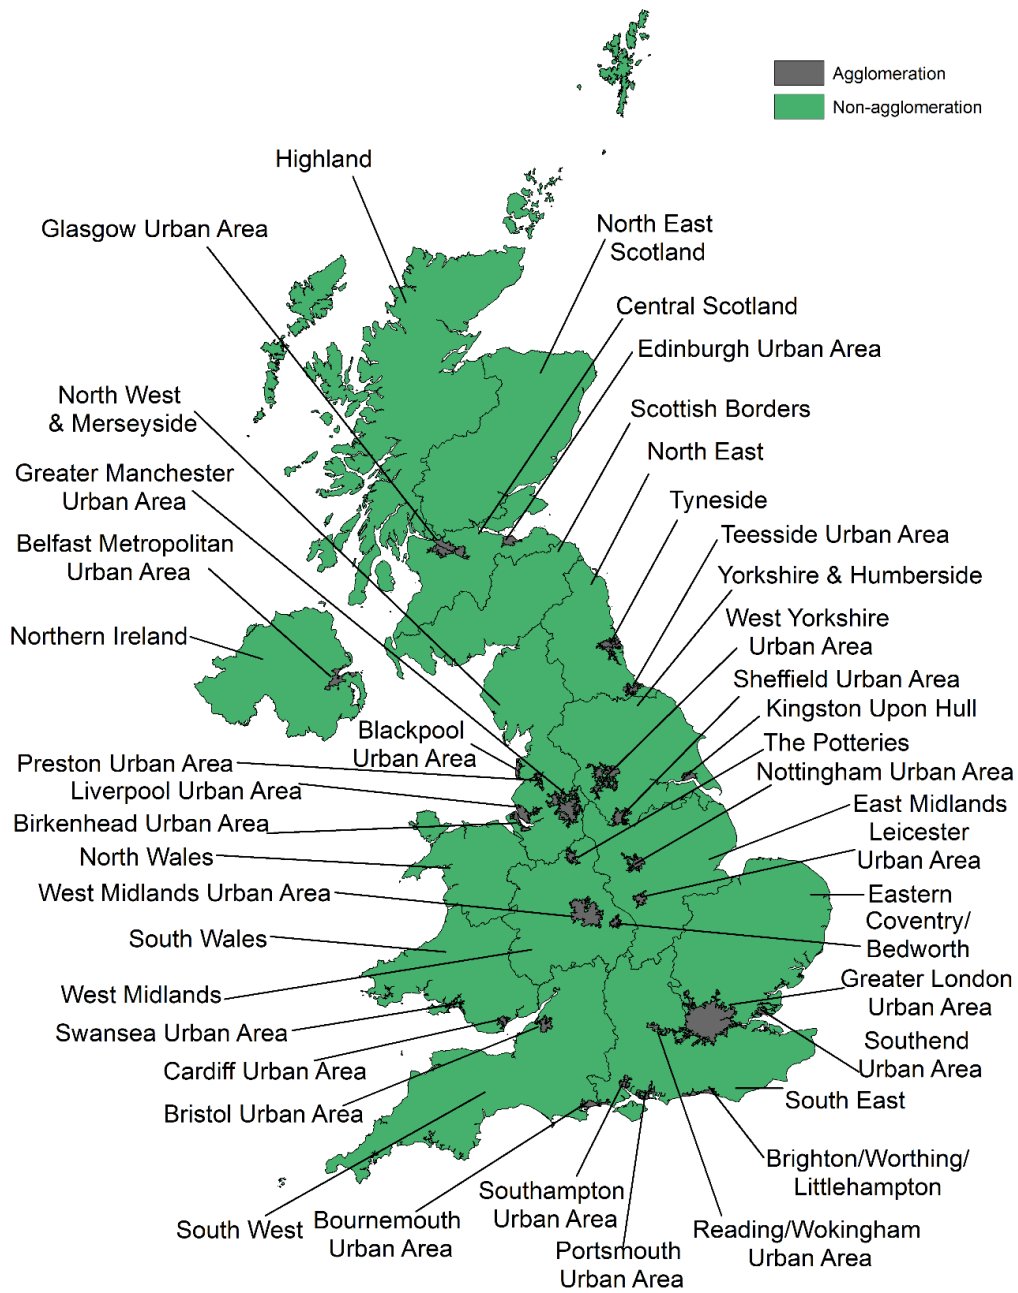 Agglomeration
Non-agglomeration
Highland
Glasgow Urban Area
North East
Scotland
Central Scotland
Edinburgh Urban Area
North West
& Merseyside
Scottish Borders
North East
Greater Manchester
Urban Area
Tyneside
Belfast Metropolitan
Urban Area
Teesside Urban Area
Yorkshire & Humberside
West Yorkshire
Urban Area
Northern Ireland
Sheffield Urban Area
Kingston Upon Hull
Blackpool
Urban Area
The Potteries
Preston Urban Area
Nottingham Urban Area
Liverpool Urban Area
East Midlands
Birkenhead Urban Area
Leicester
Urban Area
North Wales
West Midlands Urban Area
Eastern
Coventry/
Bedworth
South Wales
Greater London
Urban Area
West Midlands
Swansea Urban Area
Southend
Urban Area
Cardiff Urban Area
South East
Bristol Urban Area
Brighton/Worthing/
Littlehampton
Southampton
Urban Area
South West
Bournemouth
Urban Area
Reading/Wokingham
Urban Area
Portsmouth
Urban Area